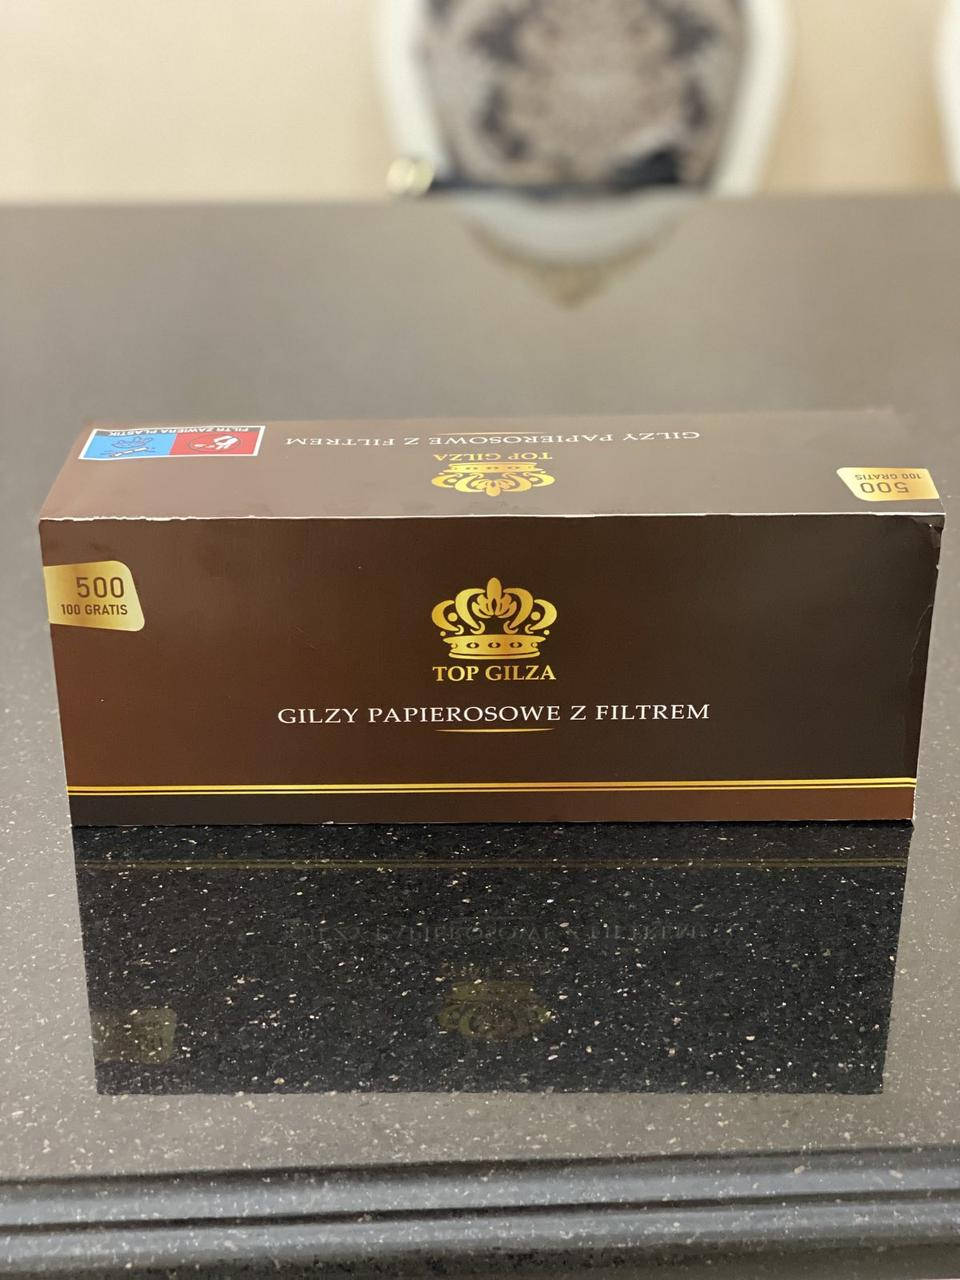 FILTR ZAWIERA PLASTIK
GILZY PAPIEROSOWE Z FILTREM
TOP GILZA
500
100 GRATIS
500
100 GRATIS
TOP GILZA
GILZY PAPIEROSOWE Z FILTREM